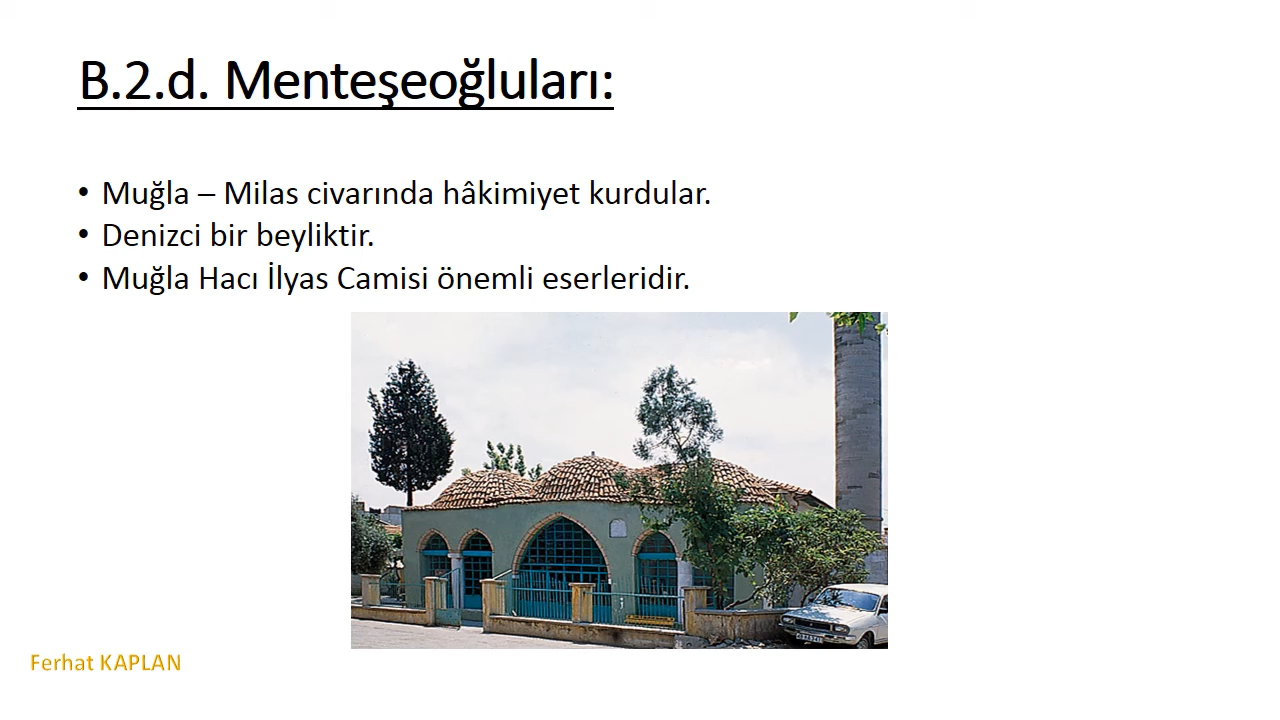 B.2.d. Menteşeoğluları:
• Muğla – Milas civarında hâkimiyet kurdular.
• Denizci bir beyliktir.
• Muğla Hacı İlyas Camisi önemli eserleridir.
Ferhat KAPLAN